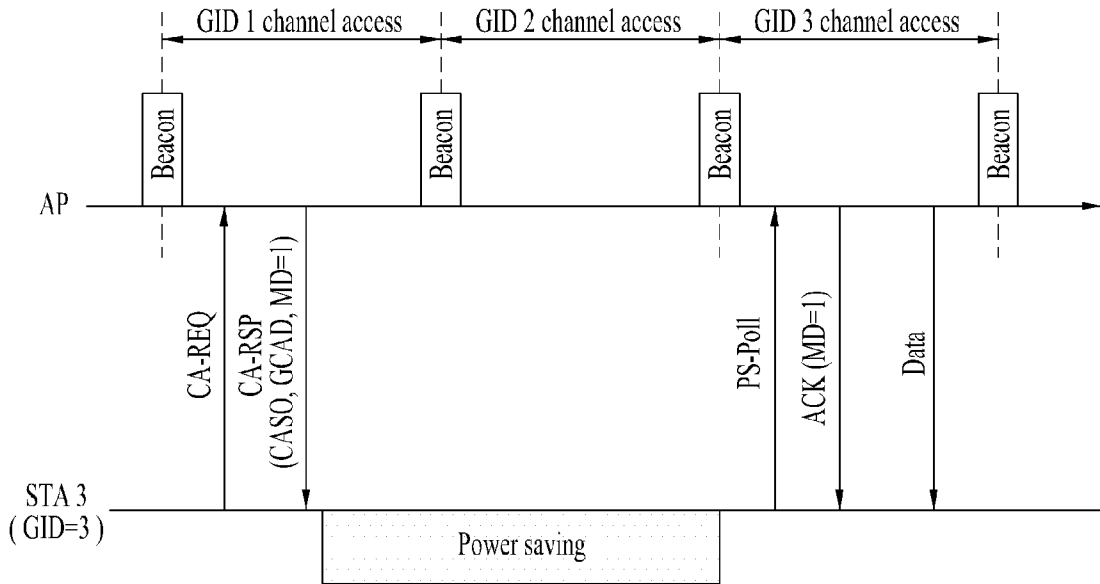 GID 1 channel access
GID 2 channel access
GID 3 channel access
Beacon
Beacon
Beacon
Beacon
AP
CA-REQ
CA-RSP
(CASO, GCAD, MD=1)
PS-Poll
ACK (MD=1)
Data
STA 3
( GID=3 )
Power saving